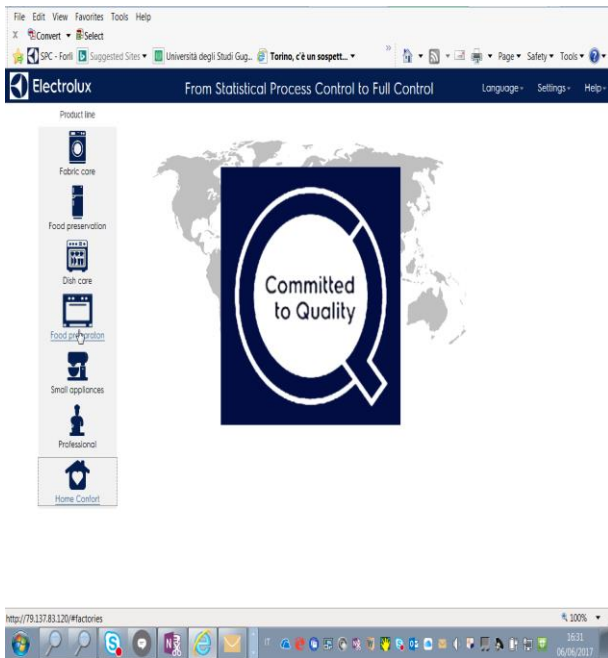 File Edit View Favorites Tools Help
X Convert Select
SPC - Forlì Suggested Sites Università degli Studi Gug... Torino, c'è un sospett... » Page Safety Tools
Electrolux From Statistical Process Control to Full Control Language Settings Help
Product line
Fabric care
Food preservation
Dish care
Food preparation
Small appliances
Professional
Home Confort
Committed
to Quality
http://79.137.83.120/#factories 100%
IT 16:31
06/06/2017